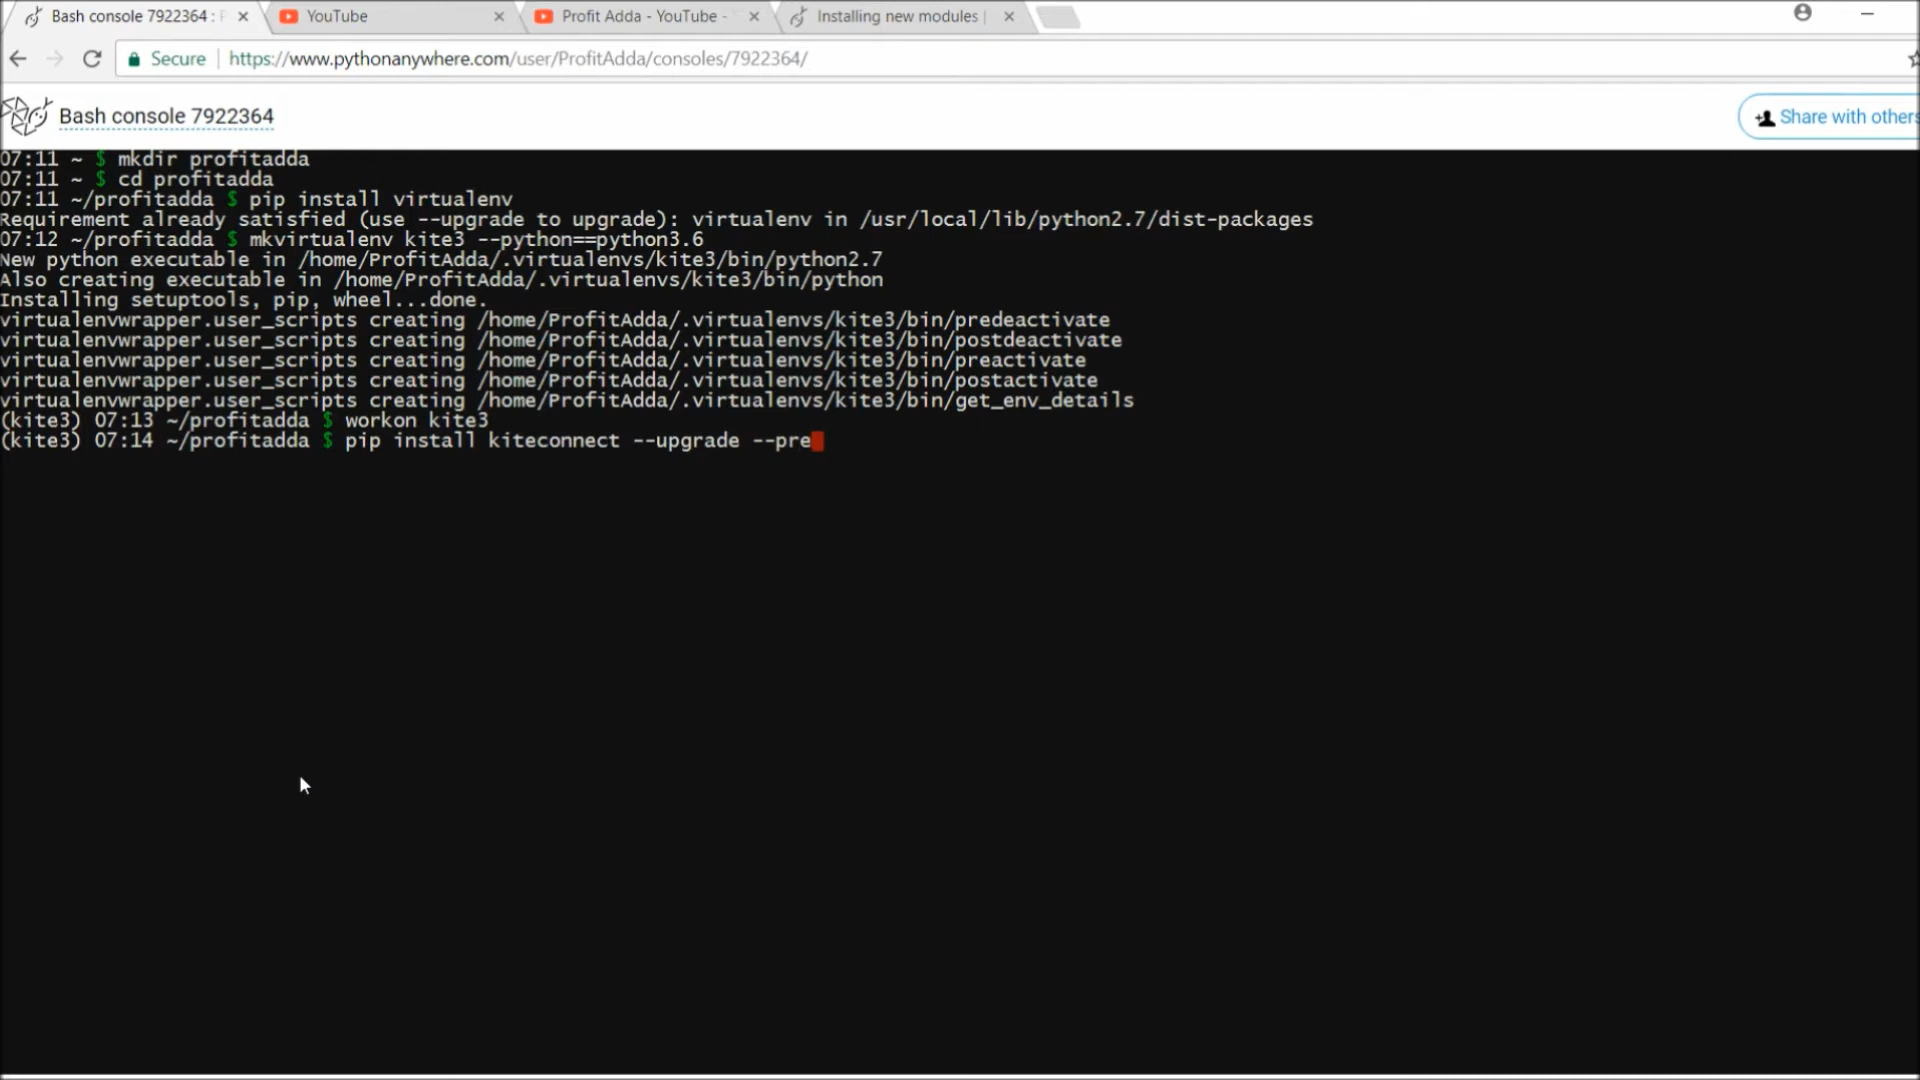 Bash console 7922364 :
YouTube
Profit Adda - YouTube -
Installing new modules |
Secure
https://www.pythonanywhere.com/user/ProfitAdda/consoles/7922364/
Bash console 7922364
Share with others
07:11 ~ $ mkdir profitadda
07:11 ~ $ cd profitadda
07:11 ~/profitadda $ pip install virtualenv
Requirement already satisfied (use --upgrade to upgrade): virtualenv in /usr/local/lib/python2.7/dist-packages
07:12 ~/profitadda $ mkvirtualenv kite3 --python==python3.6
New python executable in /home/ProfitAdda/.virtualenvs/kite3/bin/python2.7
Also creating executable in /home/ProfitAdda/.virtualenvs/kite3/bin/python
Installing setuptools, pip, wheel...done.
virtualenvwrapper.user_scripts creating /home/ProfitAdda/.virtualenvs/kite3/bin/predeactivate
virtualenvwrapper.user_scripts creating /home/ProfitAdda/.virtualenvs/kite3/bin/postdeactivate
virtualenvwrapper.user_scripts creating /home/ProfitAdda/.virtualenvs/kite3/bin/preactivate
virtualenvwrapper.user_scripts creating /home/ProfitAdda/.virtualenvs/kite3/bin/postactivate
virtualenvwrapper.user_scripts creating /home/ProfitAdda/.virtualenvs/kite3/bin/get_env_details
(kite3) 07:13 ~/profitadda $ workon kite3
(kite3) 07:14 ~/profitadda $ pip install kiteconnect --upgrade --pre